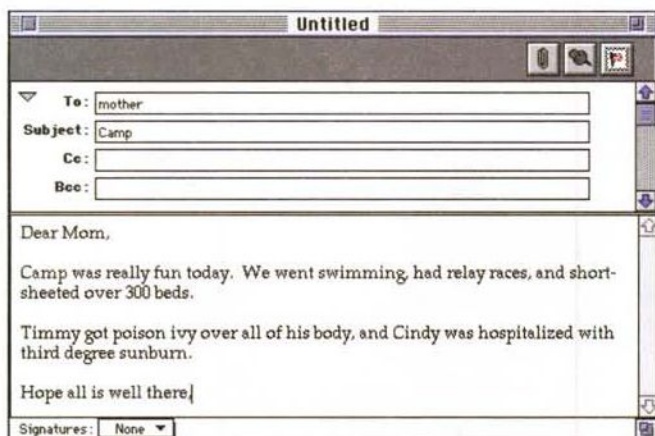 Untitled
To: mother
Subject: Camp
Cc:
Bcc:
Dear Mom,
Camp was really fun today. We went swimming, had relay races, and short-
sheeted over 300 beds.
Timmy got poison ivy over all of his body, and Cindy was hospitalized with
third degree sunburn.
Hope all is well there,
Signatures: None